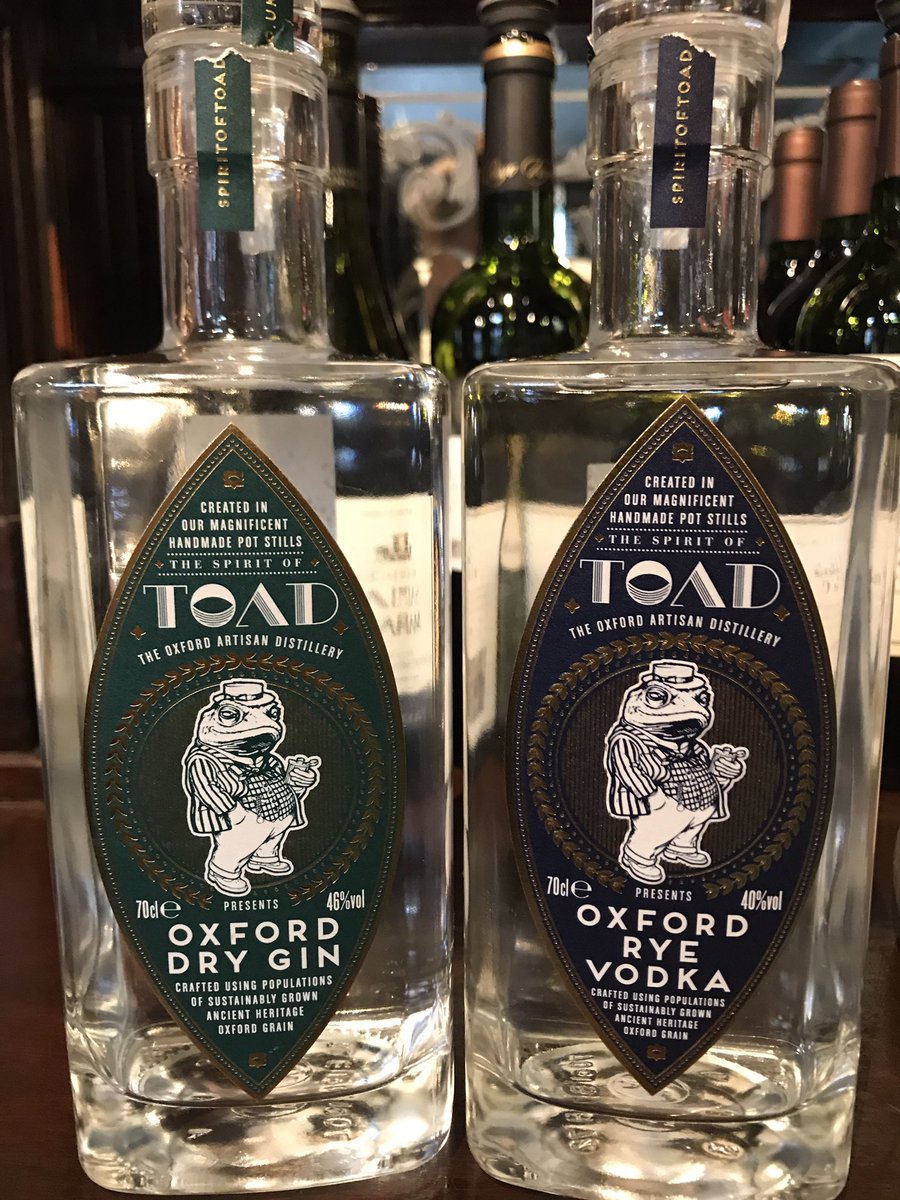 SPIRITOFTOAD
CREATED IN
OUR MAGNIFICENT
HANDMADE POT STILLS
THE SPIRIT OF
TOAD
THE OXFORD ARTISAN DISTILLERY
70cl e
PRESENTS
46%vol
OXFORD
DRY GIN
CRAFTED USING POPULATIONS
OF SUSTAINABLY GROWN
ANCIENT HERITAGE
OXFORD GRAIN
SPIRITOFTOAD
CREATED IN
OUR MAGNIFICENT
HANDMADE POT STILLS
THE SPIRIT OF
TOAD
THE OXFORD ARTISAN DISTILLERY
70cl e
PRESENTS
40%vol
OXFORD
RYE
VODKA
CRAFTED USING POPULATIONS
OF SUSTAINABLY GROWN
ANCIENT HERITAGE
OXFORD GRAIN